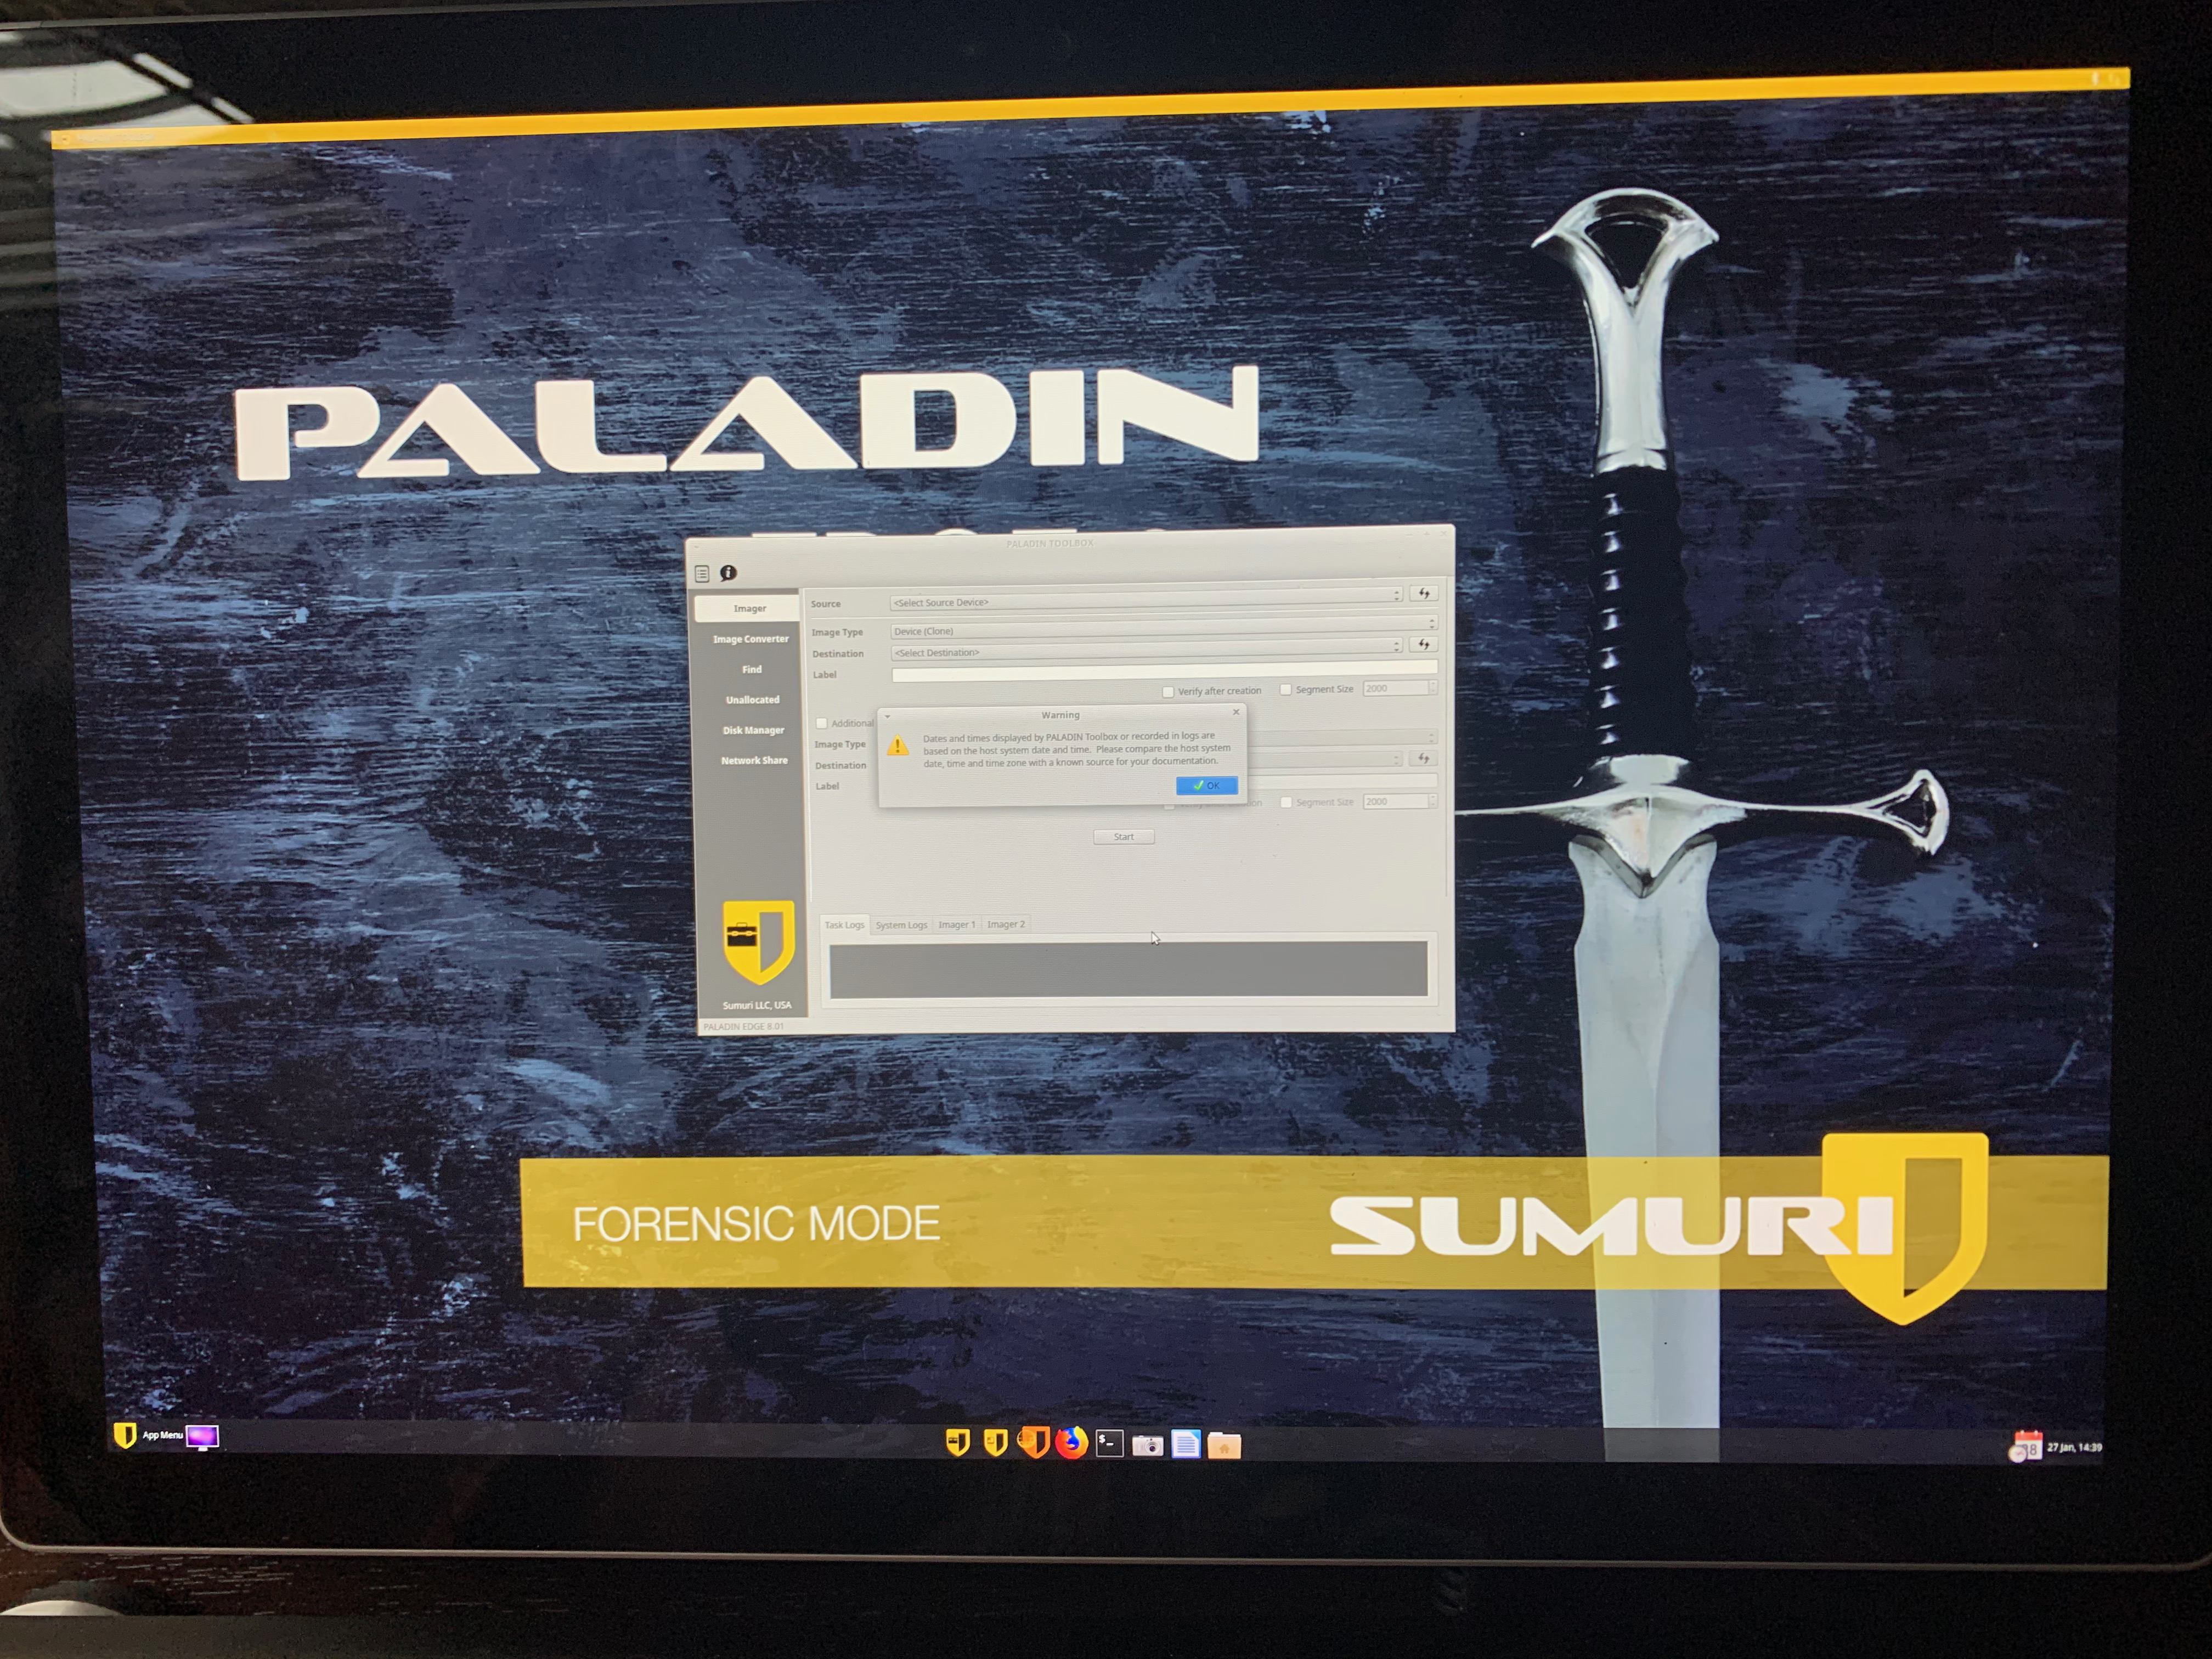 PALADIN
PALADIN TOOLBOX
Imager
Image Converter
Find
Unallocated
Disk Manager
Network Share
Source
<Select Source Device>
Image Type
Device (Clone)
Destination
<Select Destination>
Label
Verify after creation
Segment Size
2000
Additional
Image Type
Destination
Label
Segment Size
2000
Warning
Dates and times displayed by PALADIN Toolbox or recorded in logs are
based on the host system date and time. Please compare the host system
date, time and time zone with a known source for your documentation.
OK
Start
Task Logs
System Logs
Imager 1
Imager 2
Sumuri LLC, USA
PALADIN EDGE 8.01
FORENSIC MODE
SUMURI
App Menu
$_
27 Jan, 14:39